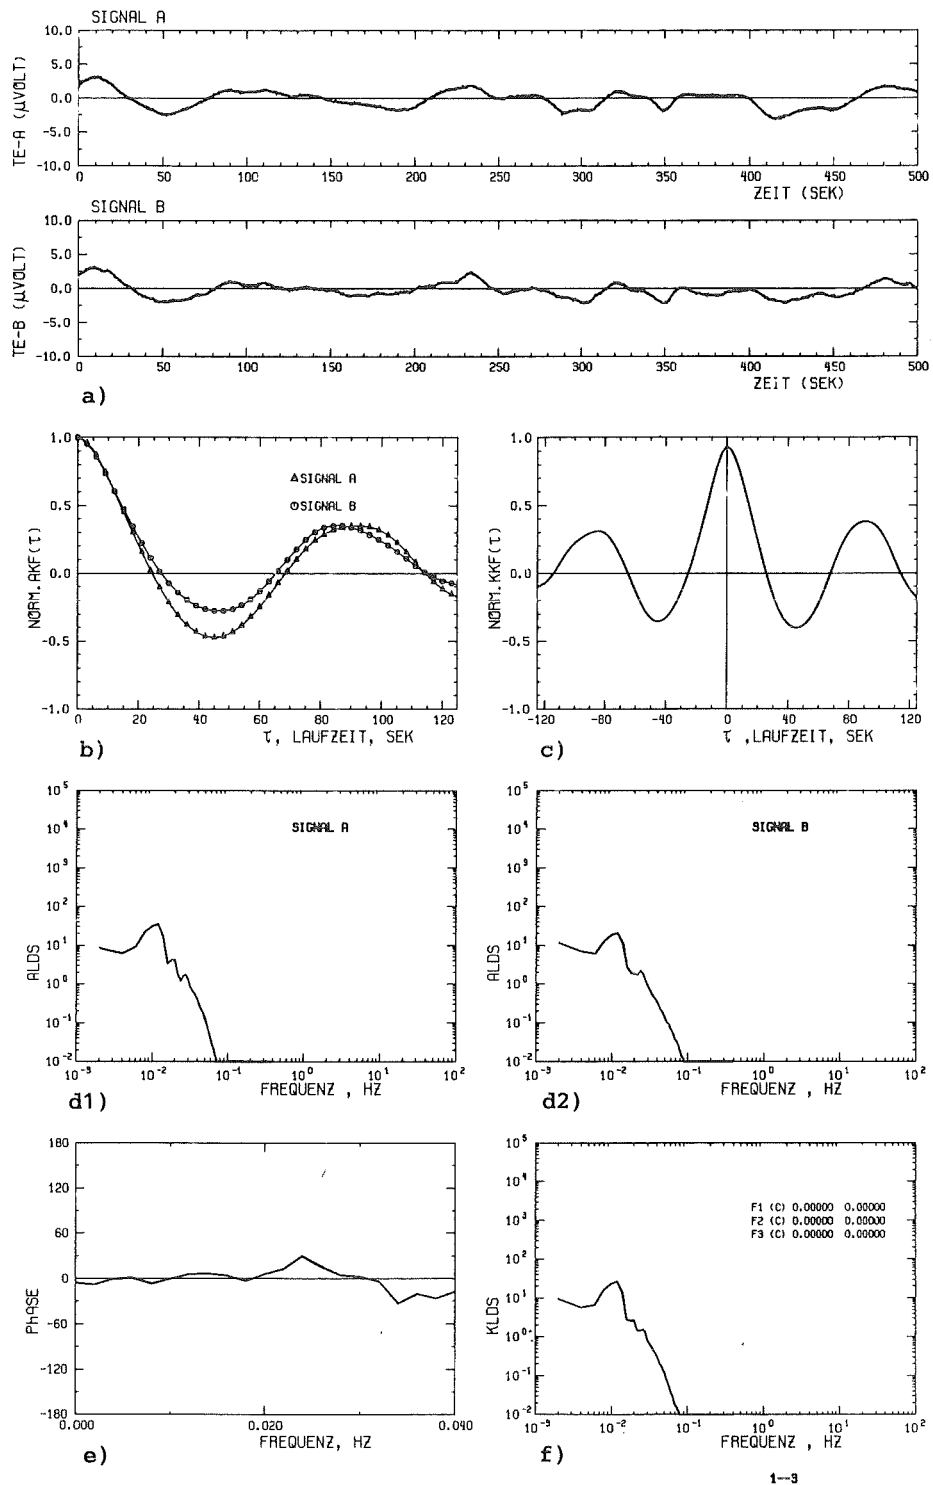 SIGNAL A
TE-A (μVOLT)
10.0
5.0
0.0
-5.0
-10.0
0 50 100 150 200 250 300 350 400 450 500
ZEIT (SEK)
SIGNAL B
TE-B (μVOLT)
10.0
5.0
0.0
-5.0
-10.0
0 50 100 150 200 250 300 350 400 450 500
ZEIT (SEK)
a)
NORM.AKF(τ)
1.0
0.5
0.0
-0.5
-1.0
SIGNAL A
SIGNAL B
0 20 40 60 80 100 120
τ, LAUFZEIT, SEK
b)
NORM.KKF(τ)
1.0
0.5
0.0
-0.5
-1.0
-120 -80 -40 0 40 80 120
τ ,LAUFZEIT, SEK
c)
ALDS
10^5
10^4
10^3
10^2
10^1
10^0
10^-1
10^-2
SIGNAL A
10^-3 10^-2 10^-1 10^0 10^1 10^2
FREQUENZ , HZ
d1)
ALDS
10^5
10^4
10^3
10^2
10^1
10^0
10^-1
10^-2
SIGNAL B
10^-3 10^-2 10^-1 10^0 10^1 10^2
FREQUENZ , HZ
d2)
PhASE
180
120
60
0
-60
-120
-180
0.000 0.020 0.040
FREQUENZ, HZ
e)
KLDS
10^5
10^4
10^3
10^2
10^1
10^0
10^-1
10^-2
F1 (C) 0.00000 0.00000
F2 (C) 0.00000 0.00000
F3 (C) 0.00000 0.00000
10^-3 10^-2 10^-1 10^0 10^1 10^2
FREQUENZ, HZ
f)
1--3